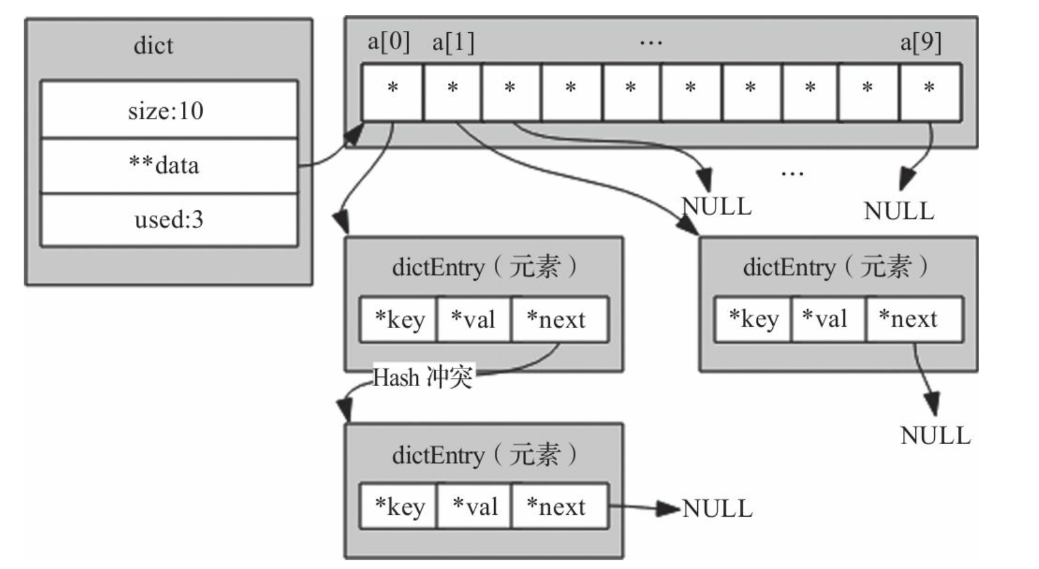 dict
size:10
**data
used:3
a[0] a[1] ... a[9]
* * * * * * * * * *
...
NULL
NULL
dictEntry（元素）
*key *val *next
dictEntry（元素）
*key *val *next
Hash 冲突
NULL
dictEntry（元素）
*key *val *next
NULL